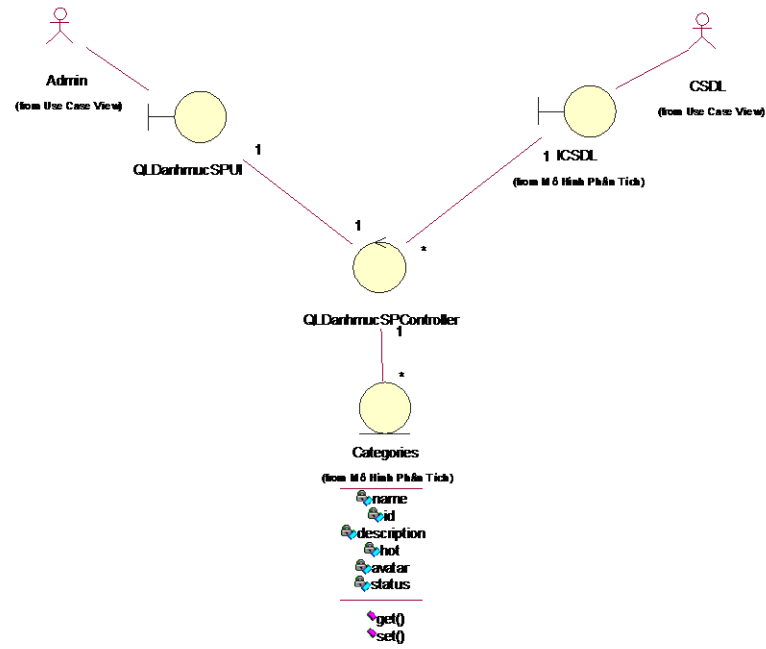 Admin
(from Use Case View)
CSDL
(from Use Case View)
QLDanhmucSPUI
1
1 ICSDL
(from Mô Hình Phân Tích)
1
*
QLDanhmucSPController
1
*
Categories
(from Mô Hình Phân Tích)
name
id
description
hot
avatar
status
get()
set()